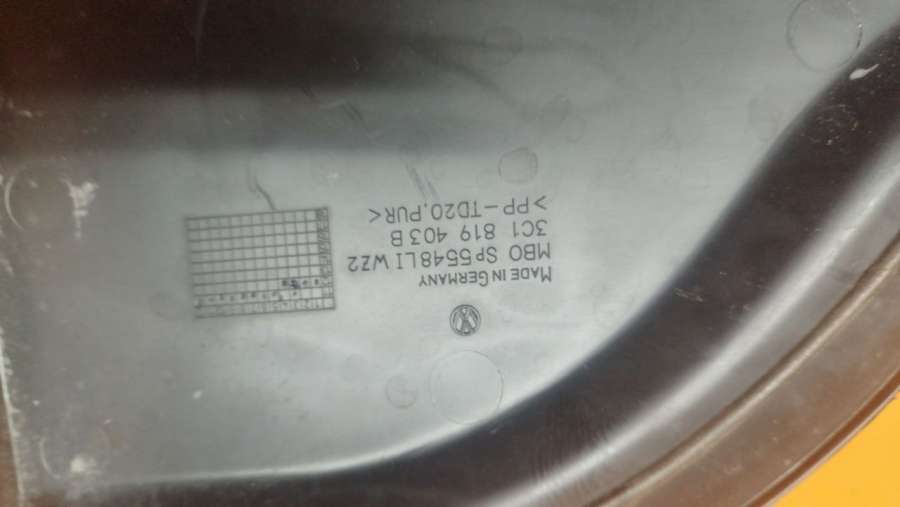 MADE IN GERMANY
MBO SP5548LI WZ2
3C1 819 403 B
>PP-TD20.PUR<